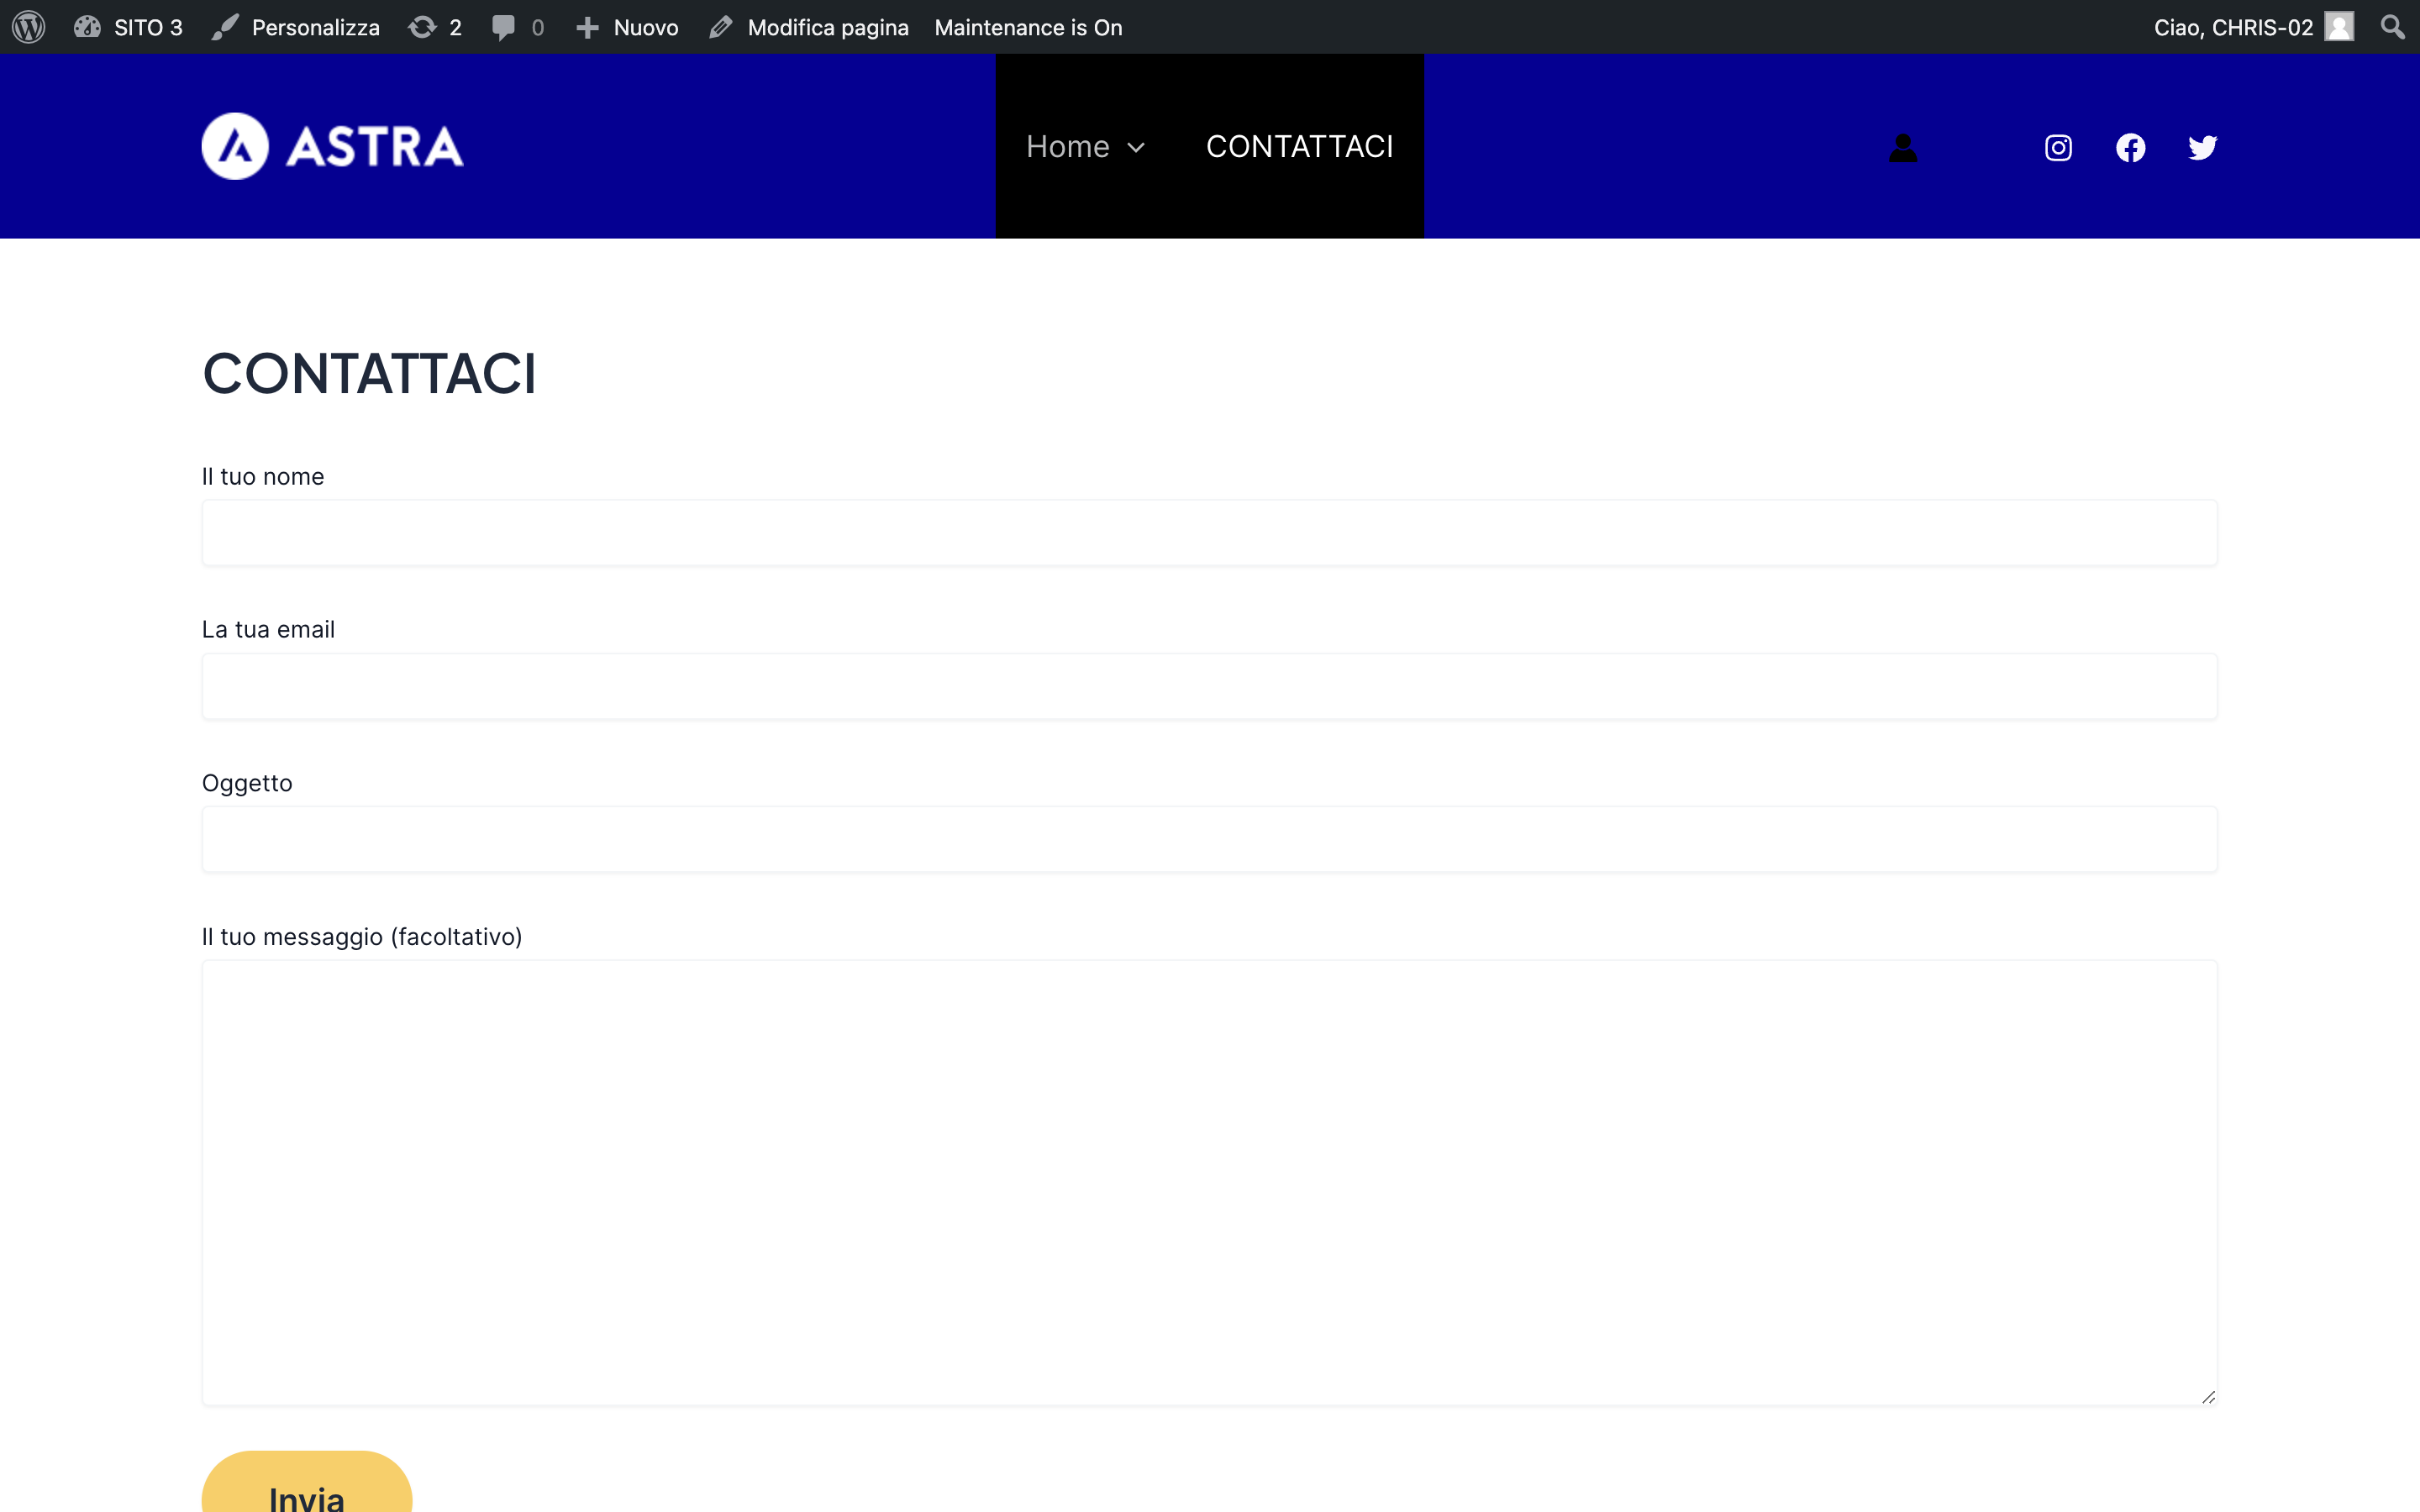 SITO 3 Personalizza 2 0 Nuovo Modifica pagina Maintenance is On Ciao, CHRIS-02
ASTRA Home CONTATTACI
CONTATTACI
Il tuo nome
La tua email
Oggetto
Il tuo messaggio (facoltativo)
Invia